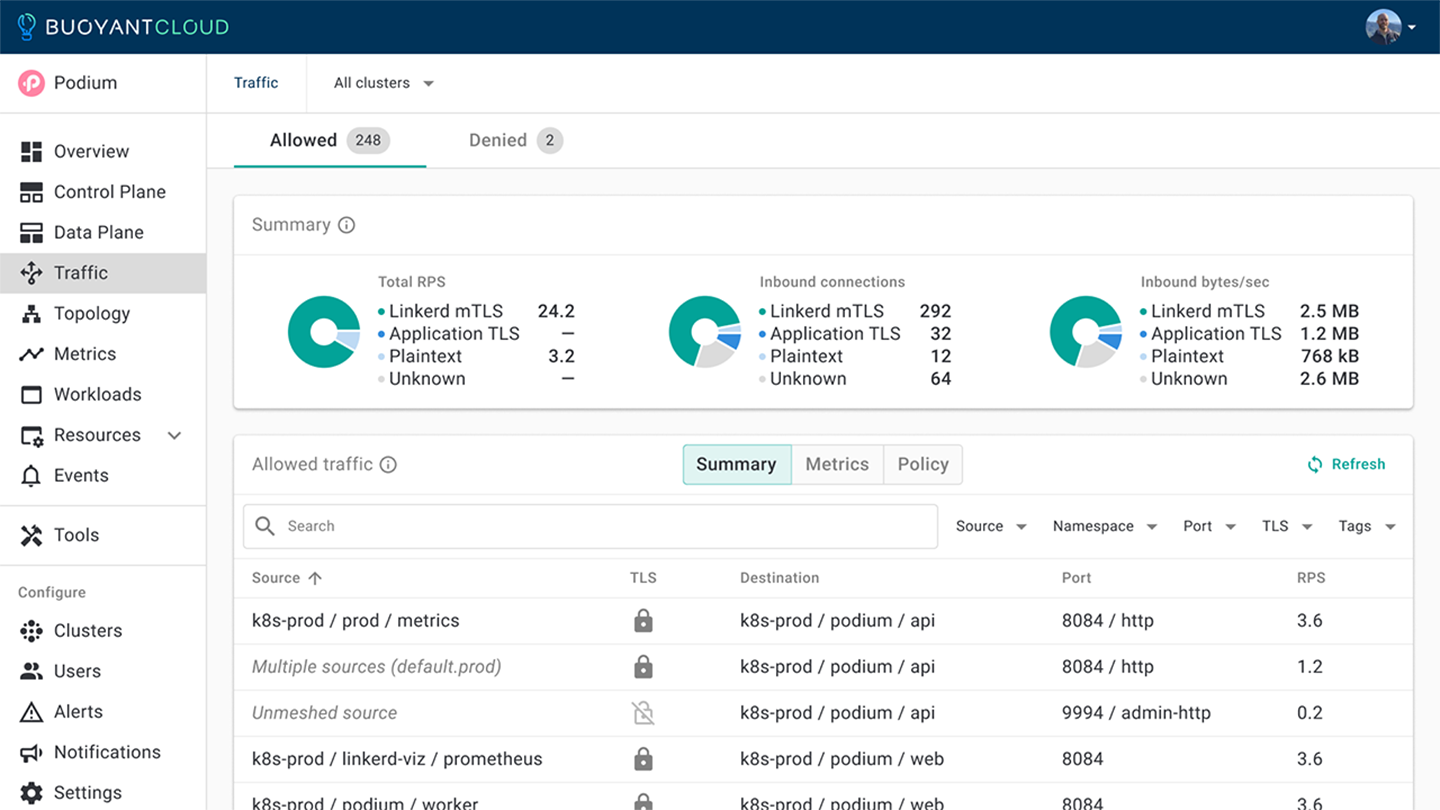 BUOYANTCLOUD
Podium
Traffic
All clusters
Overview
Control Plane
Data Plane
Traffic
Topology
Metrics
Workloads
Resources
Events
Tools
Configure
Clusters
Users
Alerts
Notifications
Settings
Allowed 248
Denied 2
Summary
Total RPS
Linkerd mTLS 24.2
Application TLS —
Plaintext 3.2
Unknown —
Inbound connections
Linkerd mTLS 292
Application TLS 32
Plaintext 12
Unknown 64
Inbound bytes/sec
Linkerd mTLS 2.5 MB
Application TLS 1.2 MB
Plaintext 768 kB
Unknown 2.6 MB
Allowed traffic
Summary Metrics Policy
Refresh
Search
Source Namespace Port TLS Tags
Source TLS Destination Port RPS
k8s-prod / prod / metrics k8s-prod / podium / api 8084 / http 3.6
Multiple sources (default.prod) k8s-prod / podium / api 8084 / http 1.2
Unmeshed source k8s-prod / podium / api 9994 / admin-http 0.2
k8s-prod / linkerd-viz / prometheus k8s-prod / podium / web 8084 3.6
k8s-prod / podium / worker k8s-prod / podium / web 8084 3.6